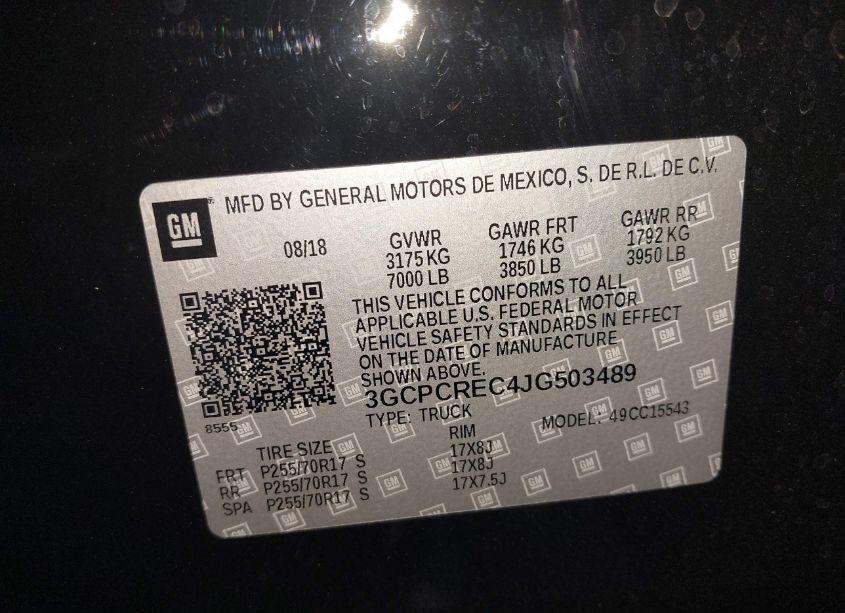 GM
MFD BY GENERAL MOTORS DE MEXICO, S. DE R.L. DE C.V.
08/18
GVWR GAWR FRT GAWR RR
3175 KG 1746 KG 1792 KG
7000 LB 3850 LB 3950 LB
THIS VEHICLE CONFORMS TO ALL
APPLICABLE U.S. FEDERAL MOTOR
VEHICLE SAFETY STANDARDS IN EFFECT
ON THE DATE OF MANUFACTURE
SHOWN ABOVE.
3GCPCREC4JG503489
8555
TYPE: TRUCK MODEL: 49CC15543
TIRE SIZE RIM
FRT P255/70R17 S 17X8J
RR P255/70R17 S 17X8J
SPA P255/70R17 S 17X7.5J